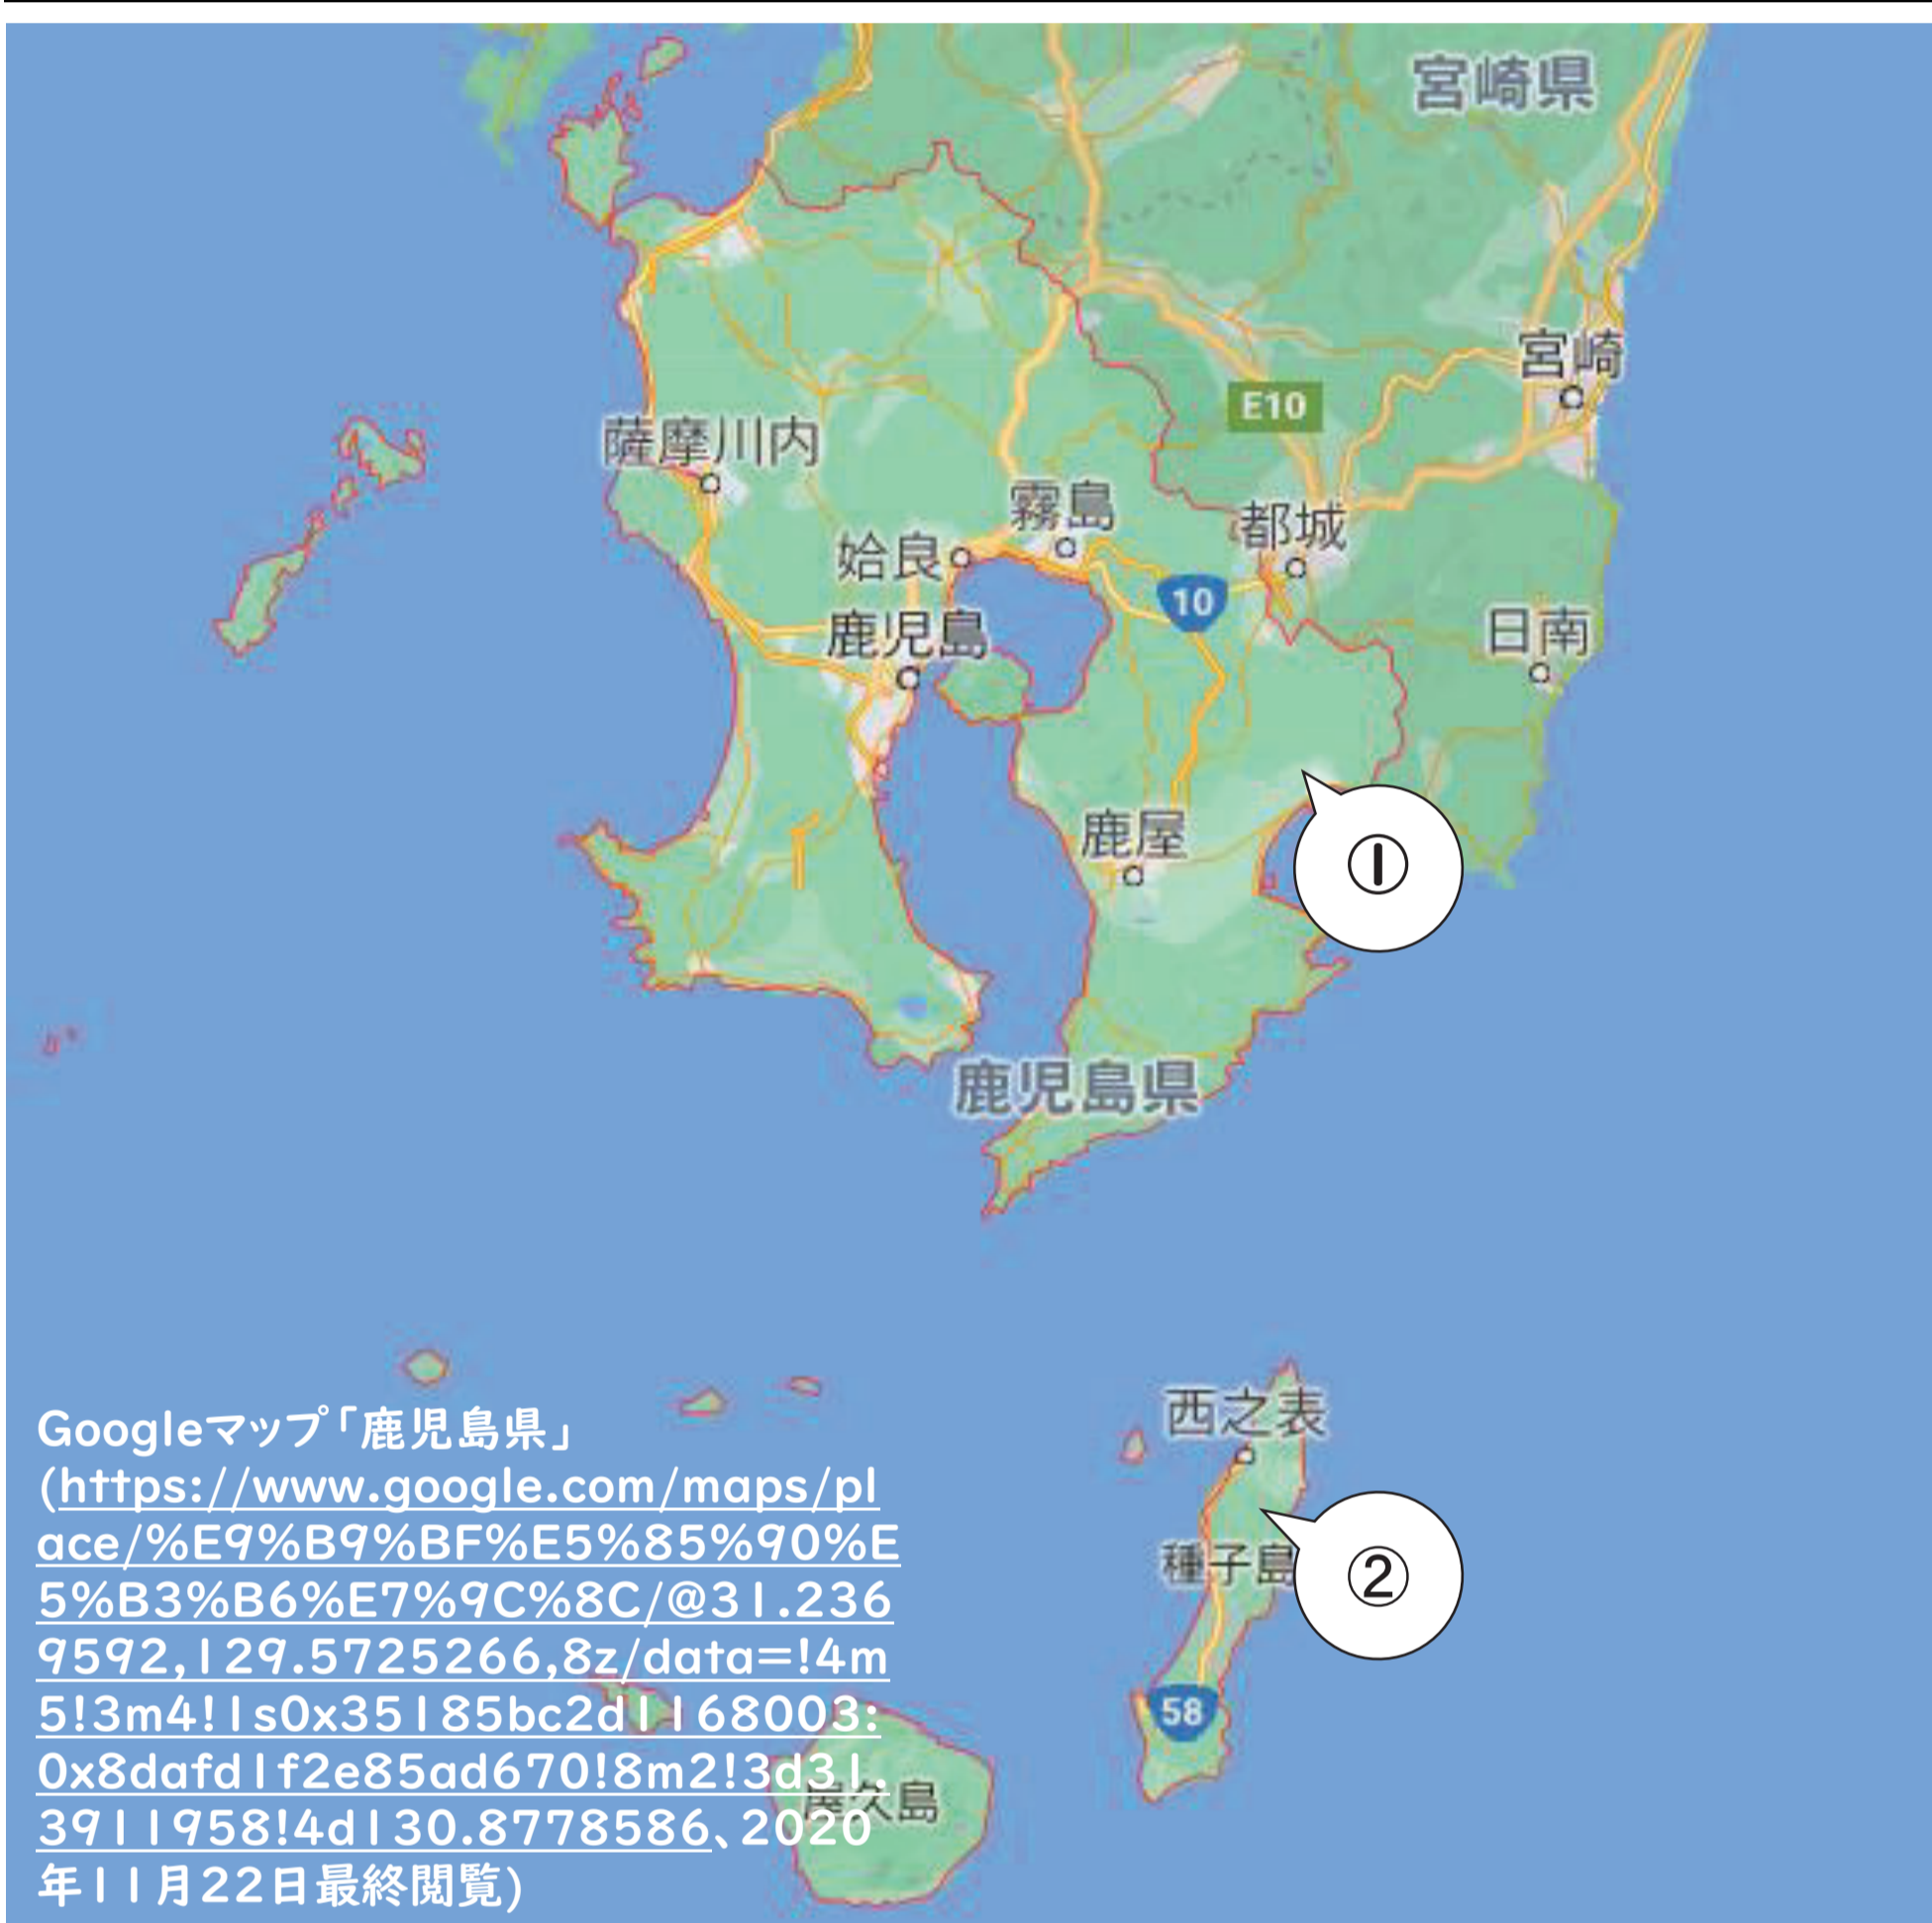 宮崎県
宮崎
E10
薩摩川内
霧島
都城
姶良
10
鹿児島
日南
鹿屋
①
鹿児島県
西之表
種子島
②
58
屋久島
Googleマップ「鹿児島県」
(https://www.google.com/maps/pl
ace/%E9%B9%BF%E5%85%90%E
5%B3%B6%E7%9C%8C/@31.236
9592,129.5725266,8z/data=!4m
5!3m4!1s0x35185bc2d1168003:
0x8dafd1f2e85ad670!8m2!3d31.
3911958!4d130.8778586、2020
年11月22日最終閲覧)